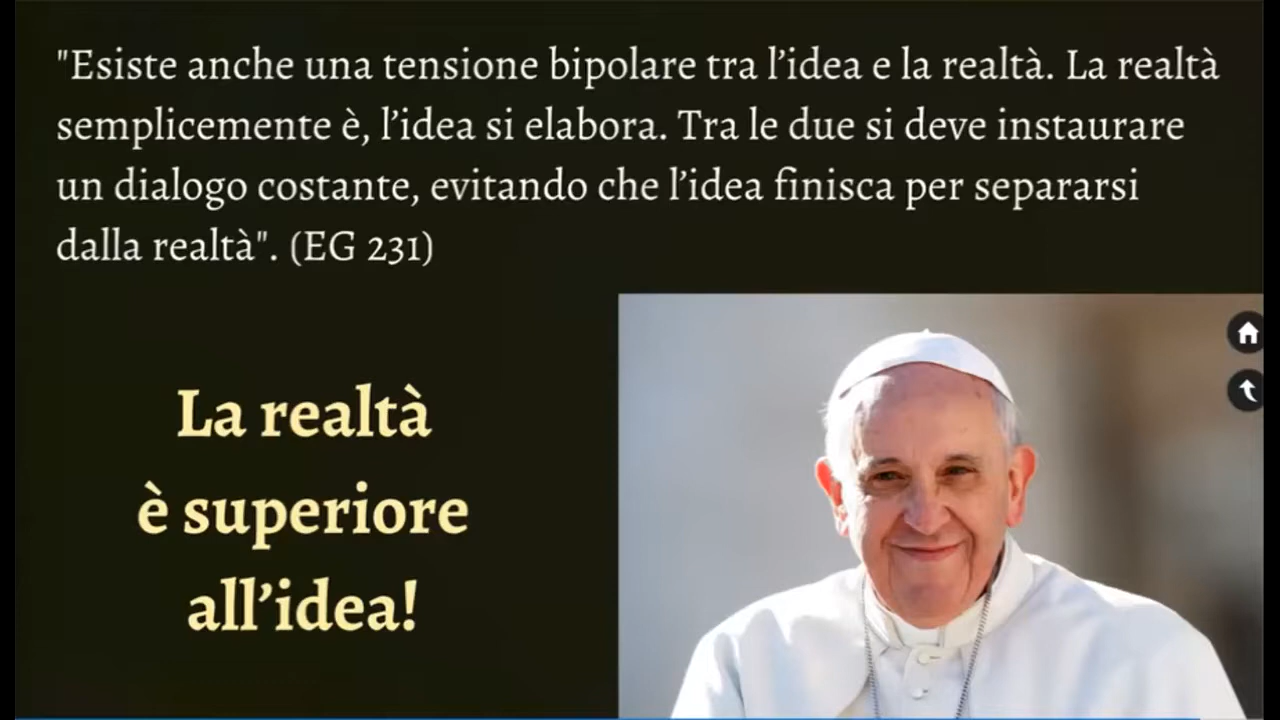 "Esiste anche una tensione bipolare tra l’idea e la realtà. La realtà
semplicemente è, l’idea si elabora. Tra le due si deve instaurare
un dialogo costante, evitando che l’idea finisca per separarsi
dalla realtà". (EG 231)
La realtà
è superiore
all’idea!